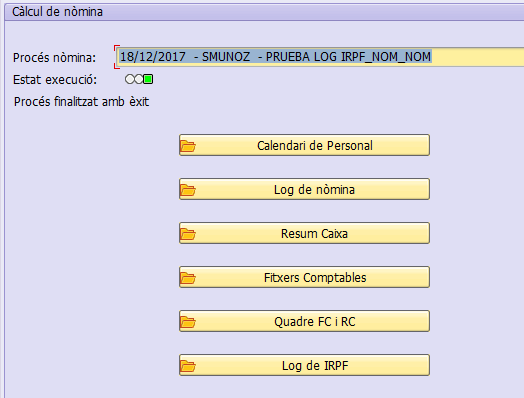 Càlcul de nòmina
Procés nòmina: 18/12/2017 - SMUNOZ - PRUEBA LOG IRPF_NOM_NOM
Estat execució:
Procés finalitzat amb èxit
Calendari de Personal
Log de nòmina
Resum Caixa
Fitxers Comptables
Quadre FC i RC
Log de IRPF